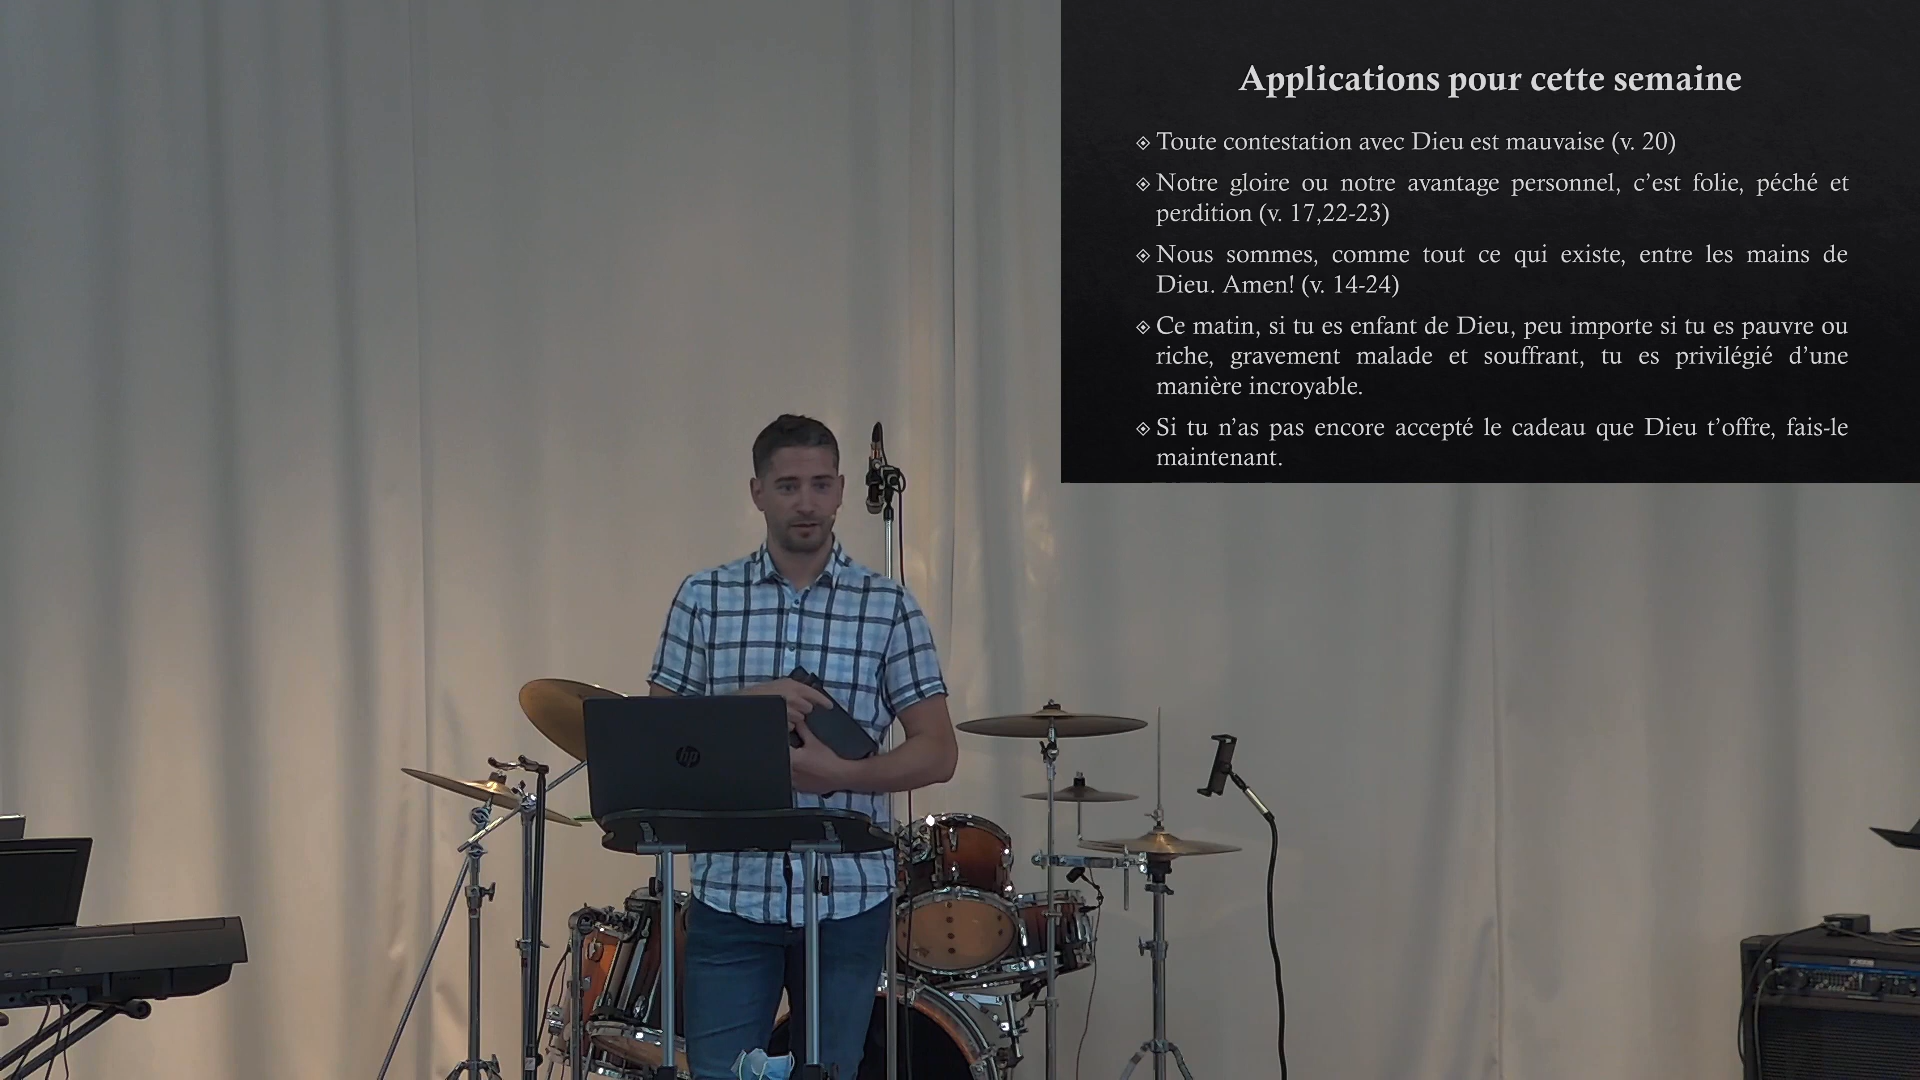 Applications pour cette semaine
Toute contestation avec Dieu est mauvaise (v. 20)
Notre gloire ou notre avantage personnel, c’est folie, péché et
perdition (v. 17,22-23)
Nous sommes, comme tout ce qui existe, entre les mains de
Dieu. Amen! (v. 14-24)
Ce matin, si tu es enfant de Dieu, peu importe si tu es pauvre ou
riche, gravement malade et souffrant, tu es privilégié d’une
manière incroyable.
Si tu n’as pas encore accepté le cadeau que Dieu t’offre, fais-le
maintenant.
hp